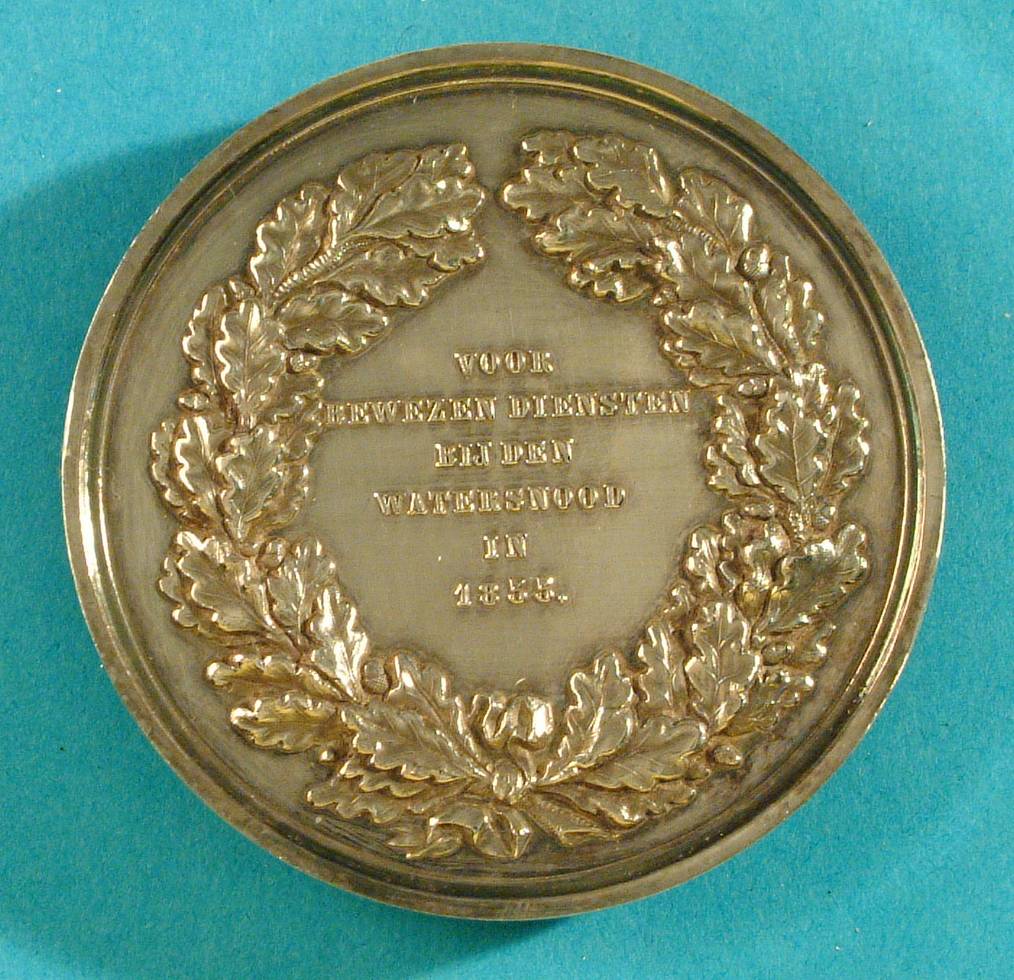 VOOR
BEWEZEN DIENSTEN
BIJ DEN
WATERSNOOD
IN
1855.